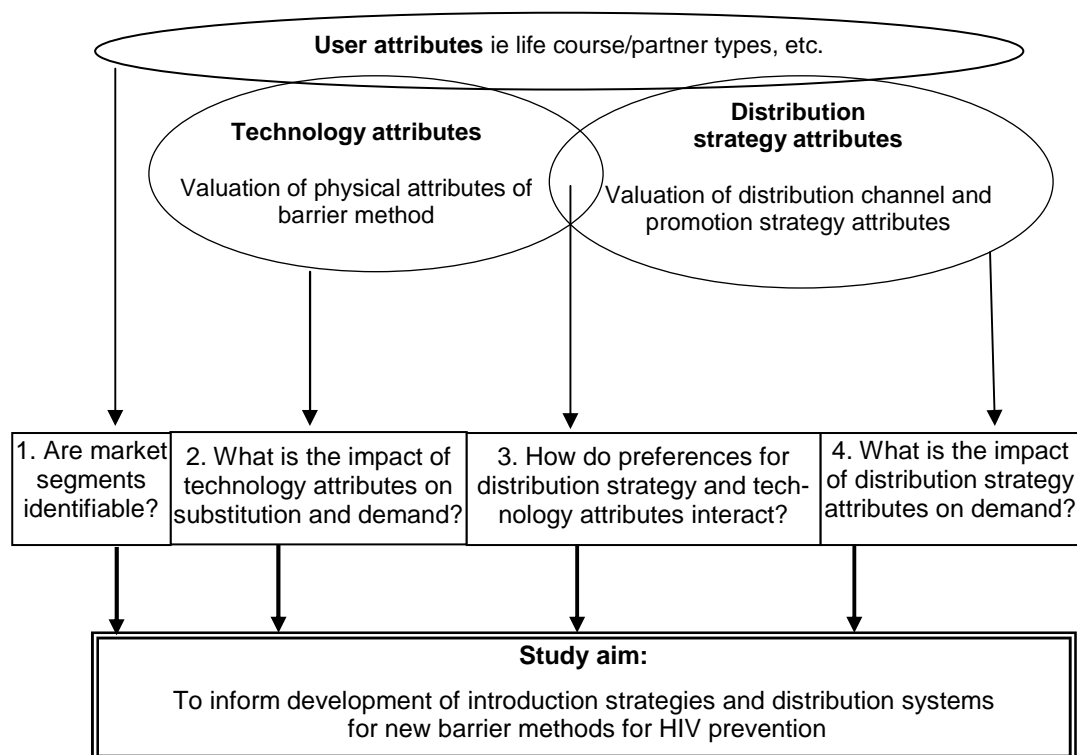 User attributes ie life course/partner types, etc.
Technology attributes
Valuation of physical attributes of
barrier method
Distribution
strategy attributes
Valuation of distribution channel and
promotion strategy attributes
1. Are market
segments
identifiable?
2. What is the impact of
technology attributes on
substitution and demand?
3. How do preferences for
distribution strategy and tech-
nology attributes interact?
4. What is the impact
of distribution strategy
attributes on demand?
Study aim:
To inform development of introduction strategies and distribution systems
for new barrier methods for HIV prevention